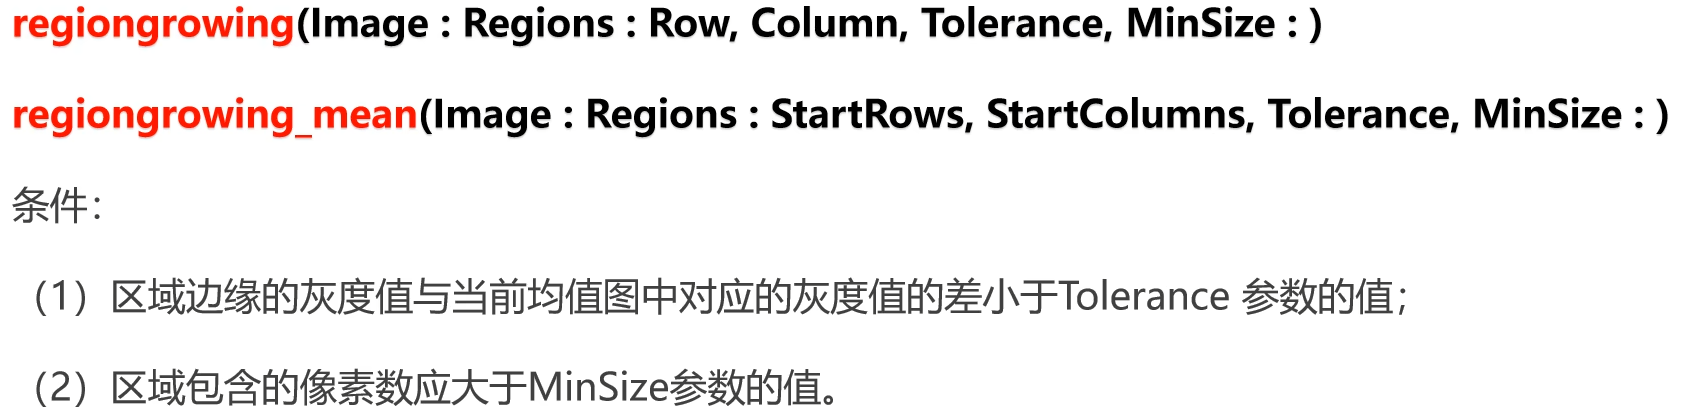 regiongrowing(Image : Regions : Row, Column, Tolerance, MinSize : )
regiongrowing_mean(Image : Regions : StartRows, StartColumns, Tolerance, MinSize : )
条件：
（1）区域边缘的灰度值与当前均值图中对应的灰度值的差小于Tolerance 参数的值；
（2）区域包含的像素数应大于MinSize参数的值。